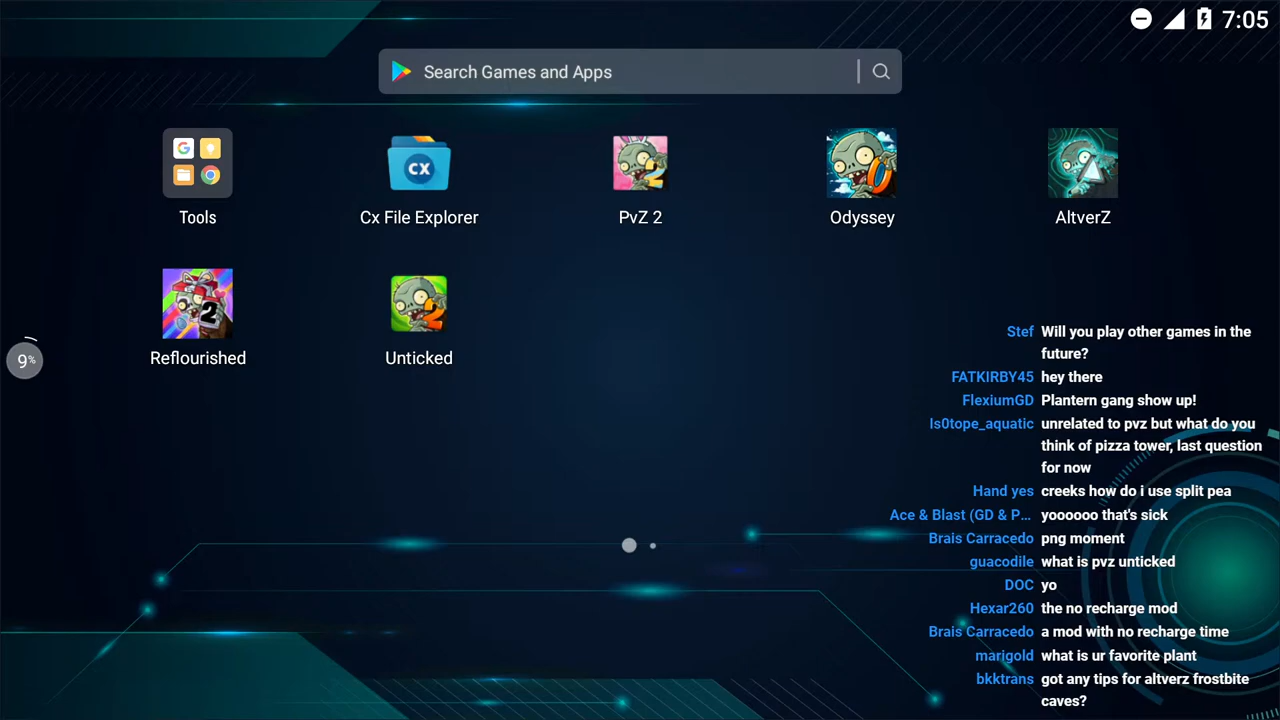 7:05
Search Games and Apps
CX
2
Tools
Cx File Explorer
PvZ 2
Odyssey
AltverZ
2
2
Reflourished
Unticked
9%
Stef Will you play other games in the
future?
FATKIRBY45 hey there
FlexiumGD Plantern gang show up!
Is0tope_aquatic unrelated to pvz but what do you
think of pizza tower, last question
for now
Hand yes creeks how do i use split pea
Ace & Blast (GD & P... yoooooo that's sick
Brais Carracedo png moment
guacodile what is pvz unticked
DOC yo
Hexar260 the no recharge mod
Brais Carracedo a mod with no recharge time
marigold what is ur favorite plant
bkktrans got any tips for altverz frostbite
caves?